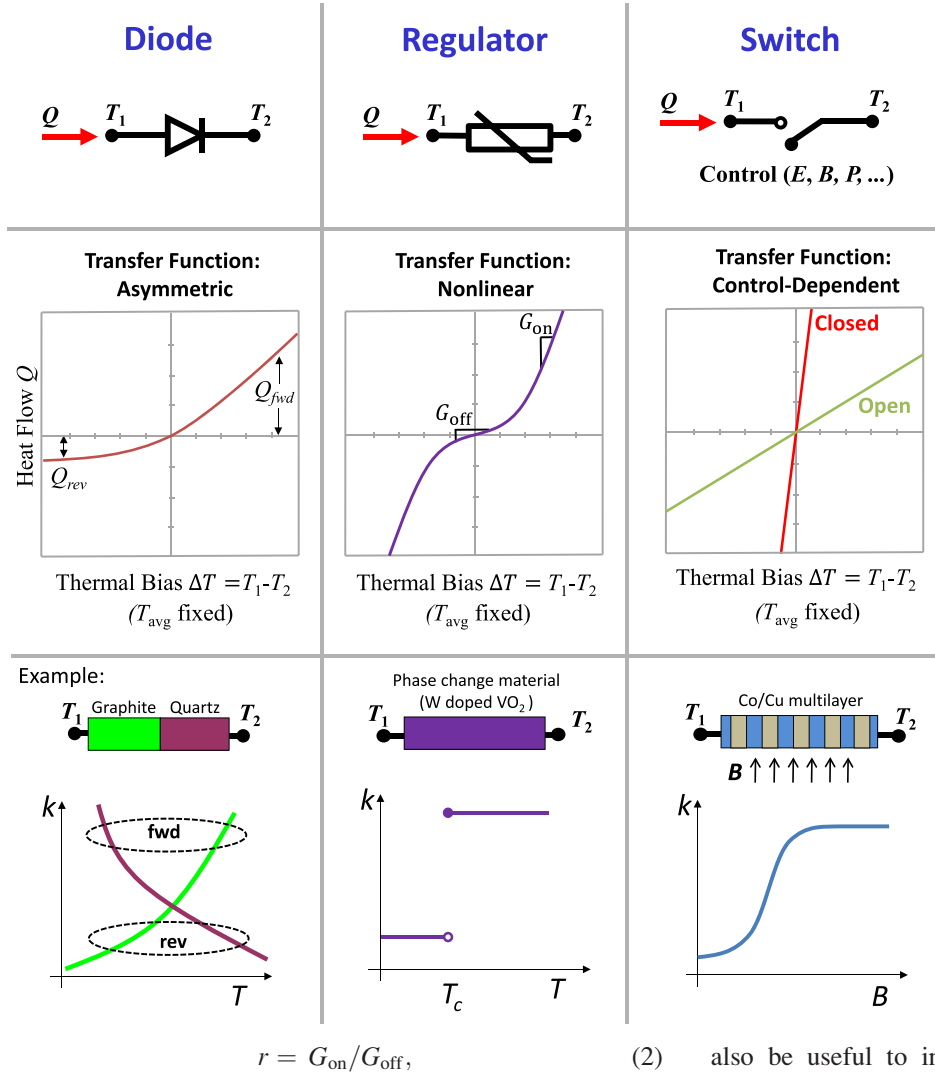 Diode
Q
T1
T2
Transfer Function:
Asymmetric
Heat Flow Q
Qfwd
Qrev
Thermal Bias ΔT = T1-T2
(Tavg fixed)
Example:
Graphite Quartz
T1
T2
k
fwd
rev
T
Regulator
Q
T1
T2
Transfer Function:
Nonlinear
Gon
Goff
Thermal Bias ΔT = T1-T2
(Tavg fixed)
Phase change material
(W doped VO2)
T1
T2
k
Tc
T
Switch
Q
T1
T2
Control (E, B, P, ...)
Transfer Function:
Control-Dependent
Closed
Open
Thermal Bias ΔT = T1-T2
(Tavg fixed)
Co/Cu multilayer
T1
T2
B
k
B
r = Gon/Goff, (2)
also be useful to in